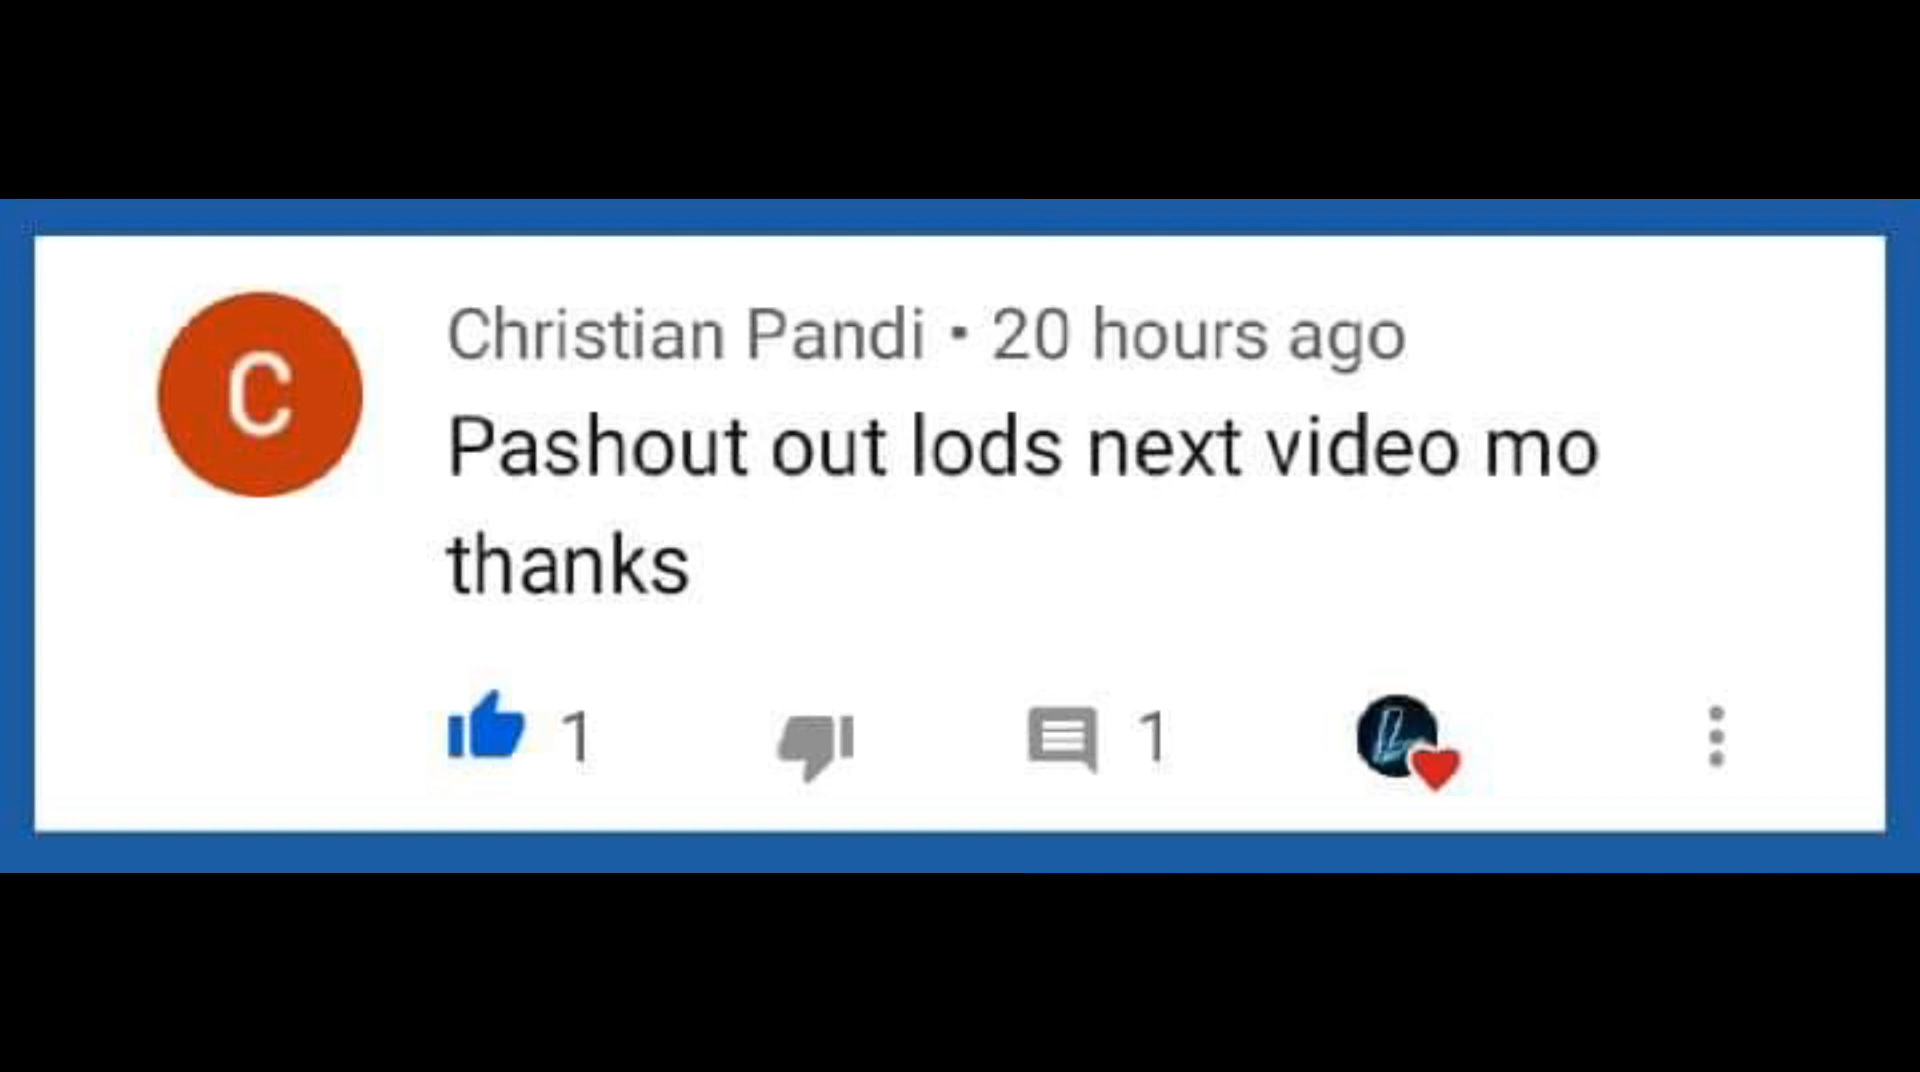 C
Christian Pandi • 20 hours ago
Pashout out lods next video mo
thanks
1
1
L